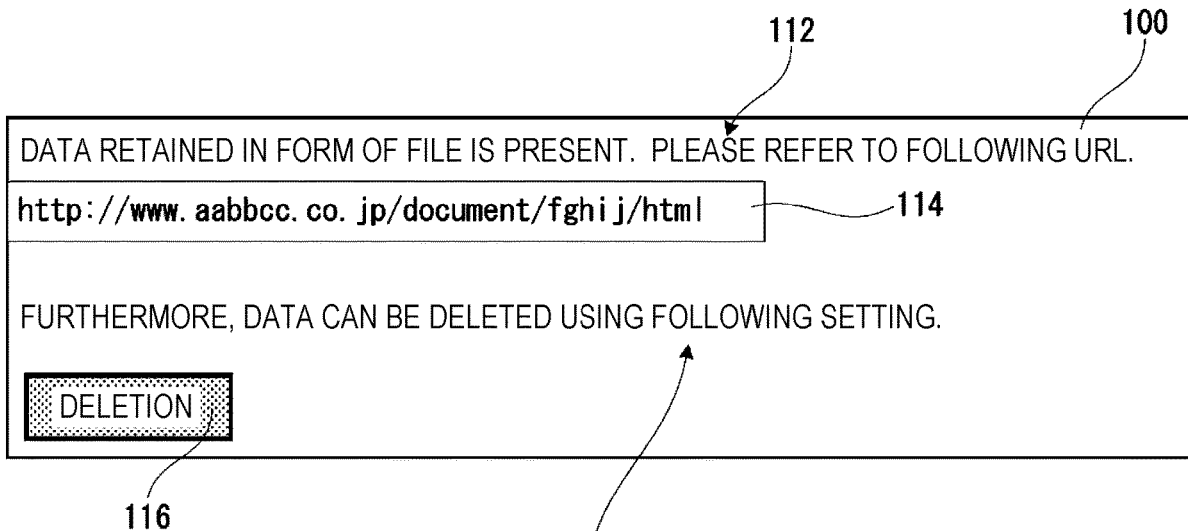 112
100
DATA RETAINED IN FORM OF FILE IS PRESENT. PLEASE REFER TO FOLLOWING URL.
http://www.aabbcc.co.jp/document/fghij/html
114
FURTHERMORE, DATA CAN BE DELETED USING FOLLOWING SETTING.
DELETION
116